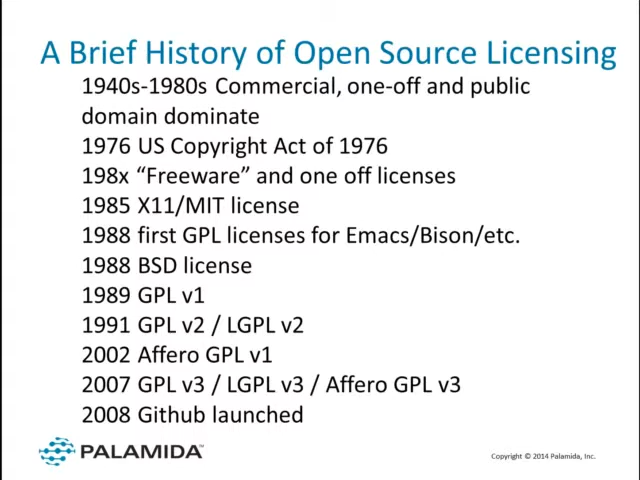 A Brief History of Open Source Licensing
1940s-1980s Commercial, one-off and public
domain dominate
1976 US Copyright Act of 1976
198x “Freeware” and one off licenses
1985 X11/MIT license
1988 first GPL licenses for Emacs/Bison/etc.
1988 BSD license
1989 GPL v1
1991 GPL v2 / LGPL v2
2002 Affero GPL v1
2007 GPL v3 / LGPL v3 / Affero GPL v3
2008 Github launched
PALAMIDA™
Copyright © 2014 Palamida, Inc.